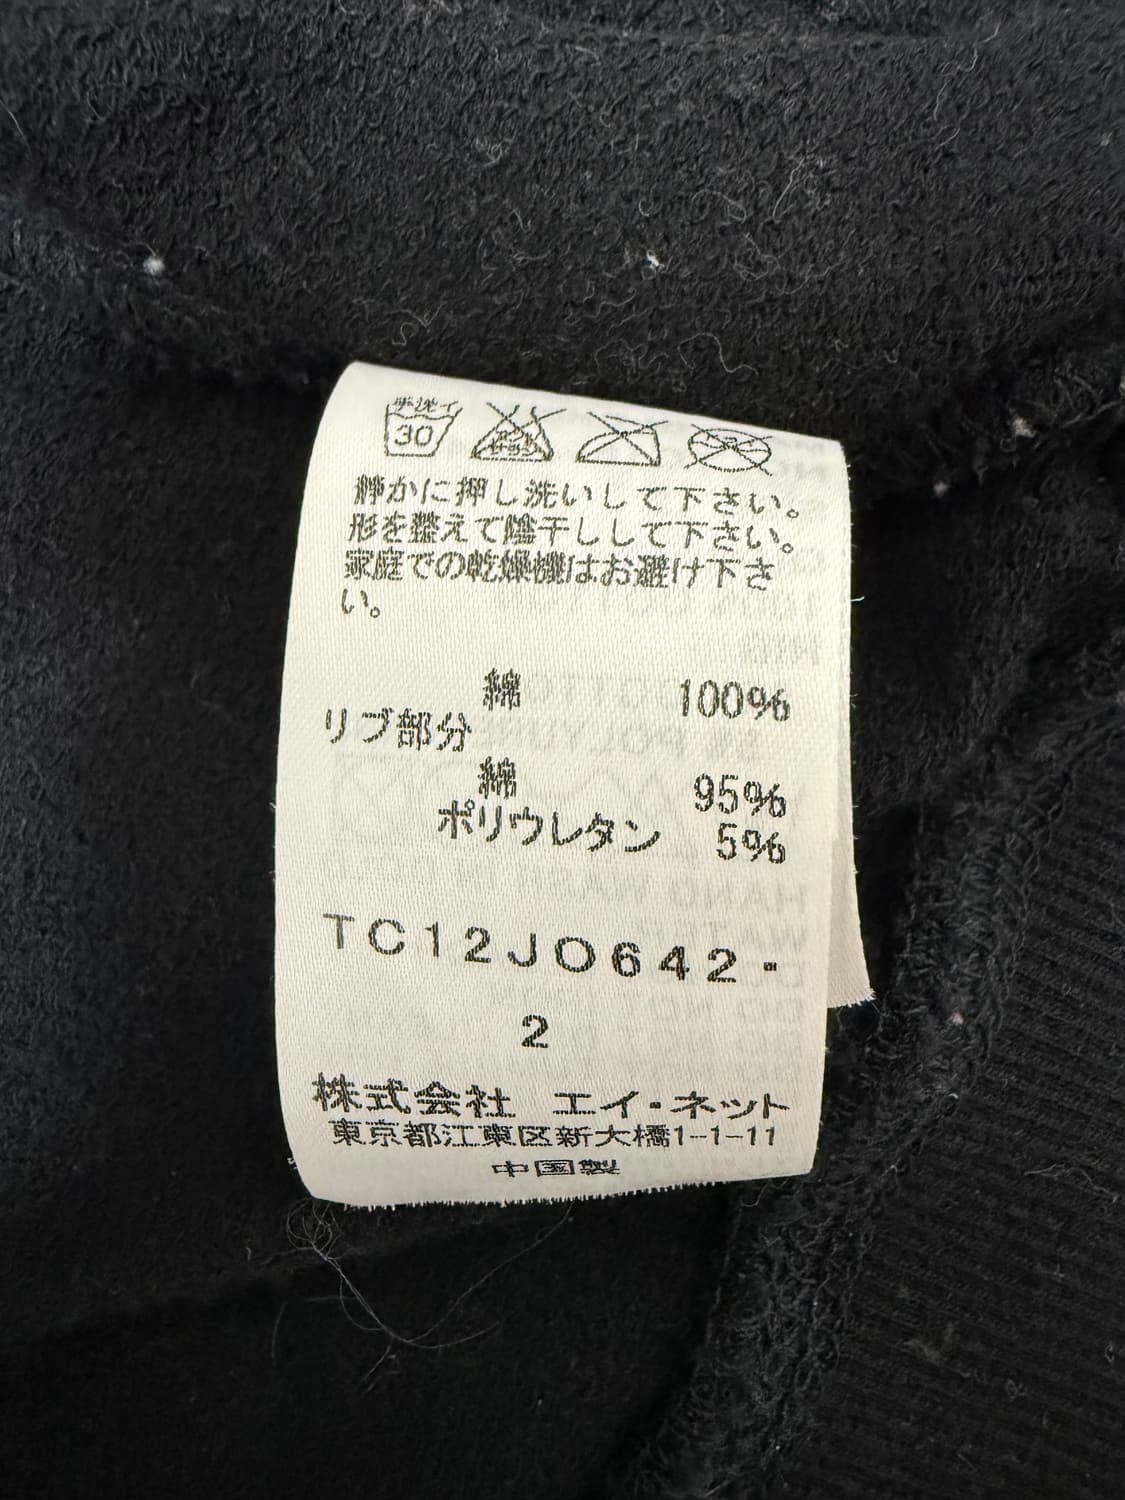 手洗イ
30
静かに押し洗いして下さい。
形を整えて陰干しして下さい。
家庭での乾燥機はお避け下さ
い。
綿 100%
リブ部分
綿 95%
ポリウレタン 5%
TC12JO642-
2
株式会社 エイ・ネット
東京都江東区新大橋1-1-11
中国製